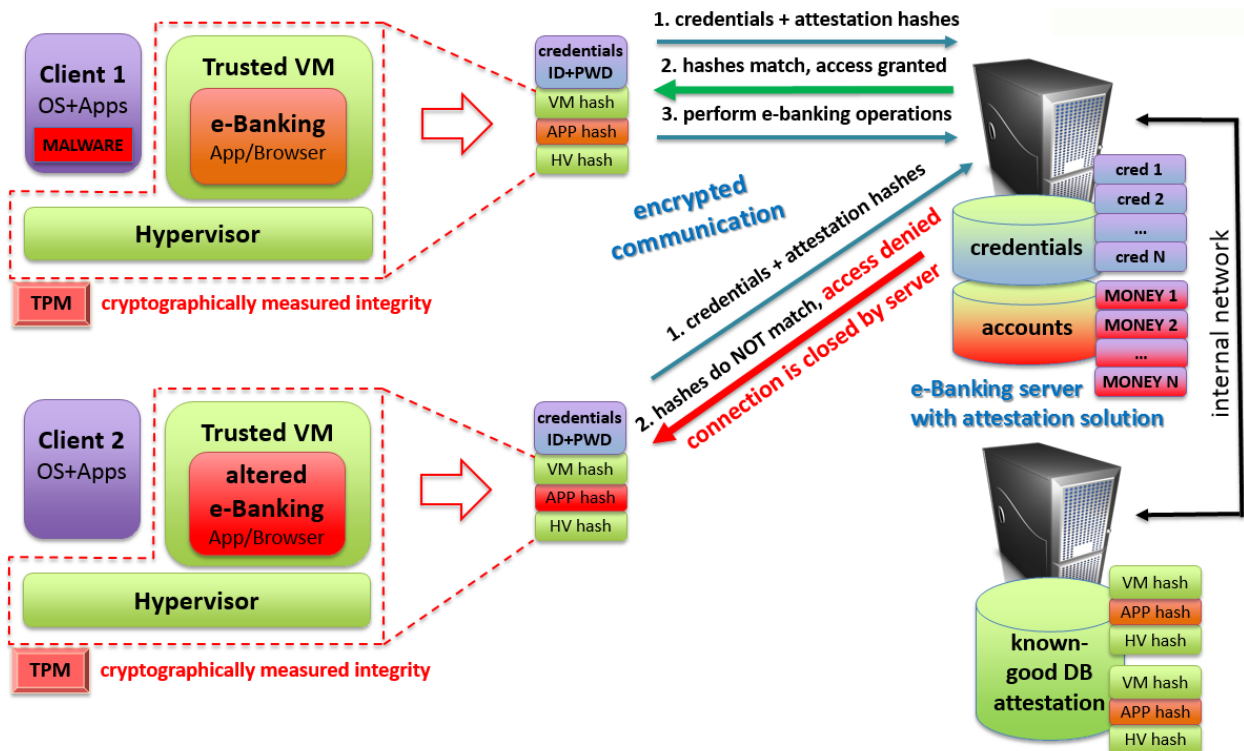 Client 1
OS+Apps
MALWARE
Trusted VM
e-Banking
App/Browser
Hypervisor
TPM
cryptographically measured integrity
credentials
ID+PWD
VM hash
APP hash
HV hash
1. credentials + attestation hashes
2. hashes match, access granted
3. perform e-banking operations
encrypted
communication
1. credentials + attestation hashes
2. hashes do NOT match, access denied
connection is closed by server
credentials
cred 1
cred 2
...
cred N
accounts
MONEY 1
MONEY 2
...
MONEY N
e-Banking server
with attestation solution
internal network
Client 2
OS+Apps
Trusted VM
altered
e-Banking
App/Browser
Hypervisor
TPM
cryptographically measured integrity
credentials
ID+PWD
VM hash
APP hash
HV hash
known-
good DB
attestation
VM hash
APP hash
HV hash
VM hash
APP hash
HV hash